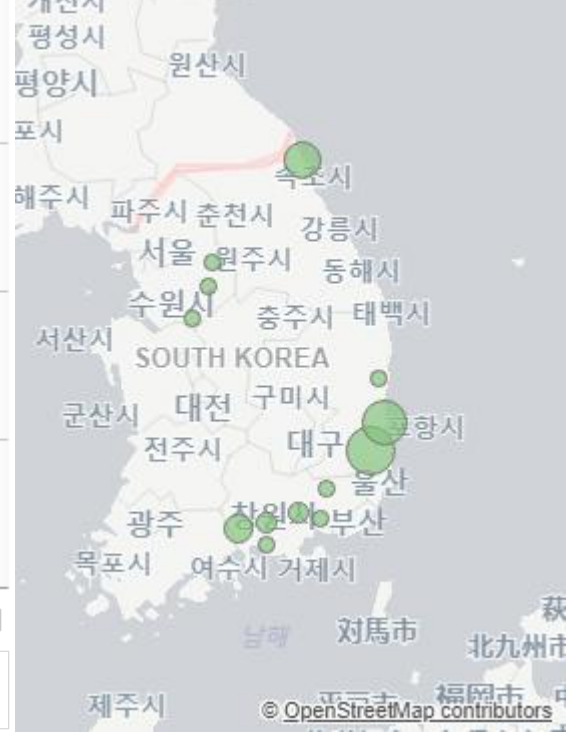 평성시
원산시
평양시
포시
해주시
파주시 춘천시
속초시
강릉시
서울 원주시
동해시
수원시
충주시 태백시
서산시
SOUTH KOREA
군산시 대전 구미시
전주시 대구 포항시
울산
광주 창원시 부산
목포시 여수시 거제시
남해
対馬市
萩
北九州市
제주시
福岡市
© OpenStreetMap contributors